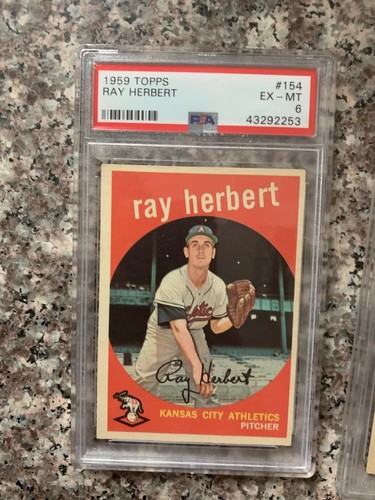 1959 TOPPS
RAY HERBERT
#154
EX-MT
6
PSA
43292253
ray herbert
A
Ray Herbert
KANSAS CITY ATHLETICS
PITCHER